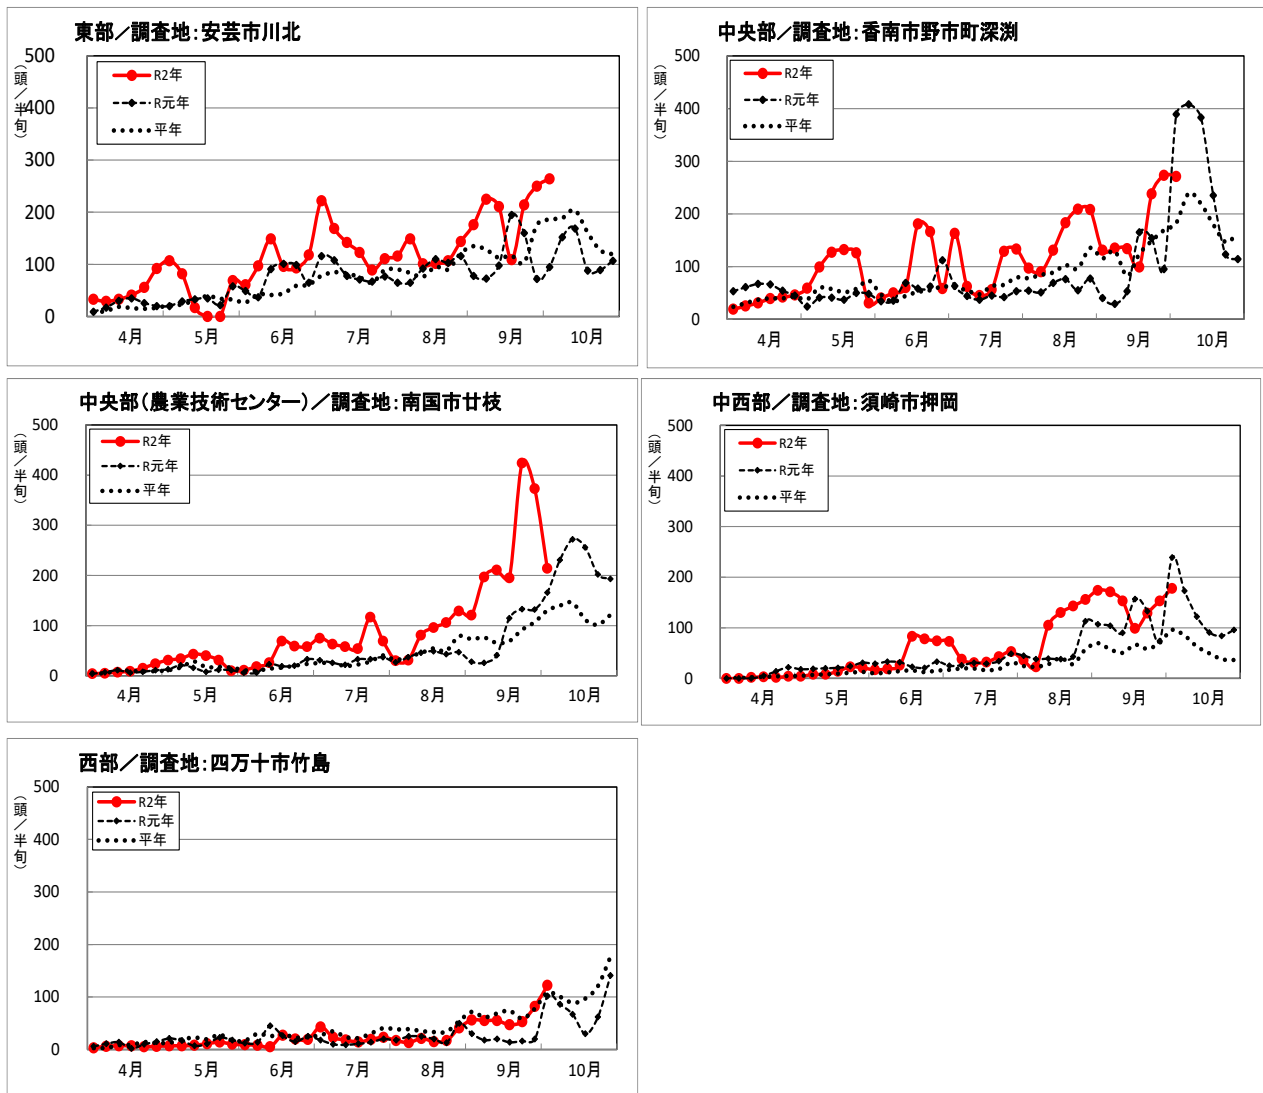 東部／調査地：安芸市川北
(頭／半旬)
500
400
300
200
100
0
R2年
R元年
平年
4月 5月 6月 7月 8月 9月 10月
中央部／調査地：香南市野市町深渕
(頭／半旬)
500
400
300
200
100
0
R2年
R元年
平年
4月 5月 6月 7月 8月 9月 10月
中央部（農業技術センター）／調査地：南国市廿枝
(頭／半旬)
500
400
300
200
100
0
R2年
R元年
平年
4月 5月 6月 7月 8月 9月 10月
中西部／調査地：須崎市押岡
(頭／半旬)
500
400
300
200
100
0
R2年
R元年
平年
4月 5月 6月 7月 8月 9月 10月
西部／調査地：四万十市竹島
(頭／半旬)
500
400
300
200
100
0
R2年
R元年
平年
4月 5月 6月 7月 8月 9月 10月